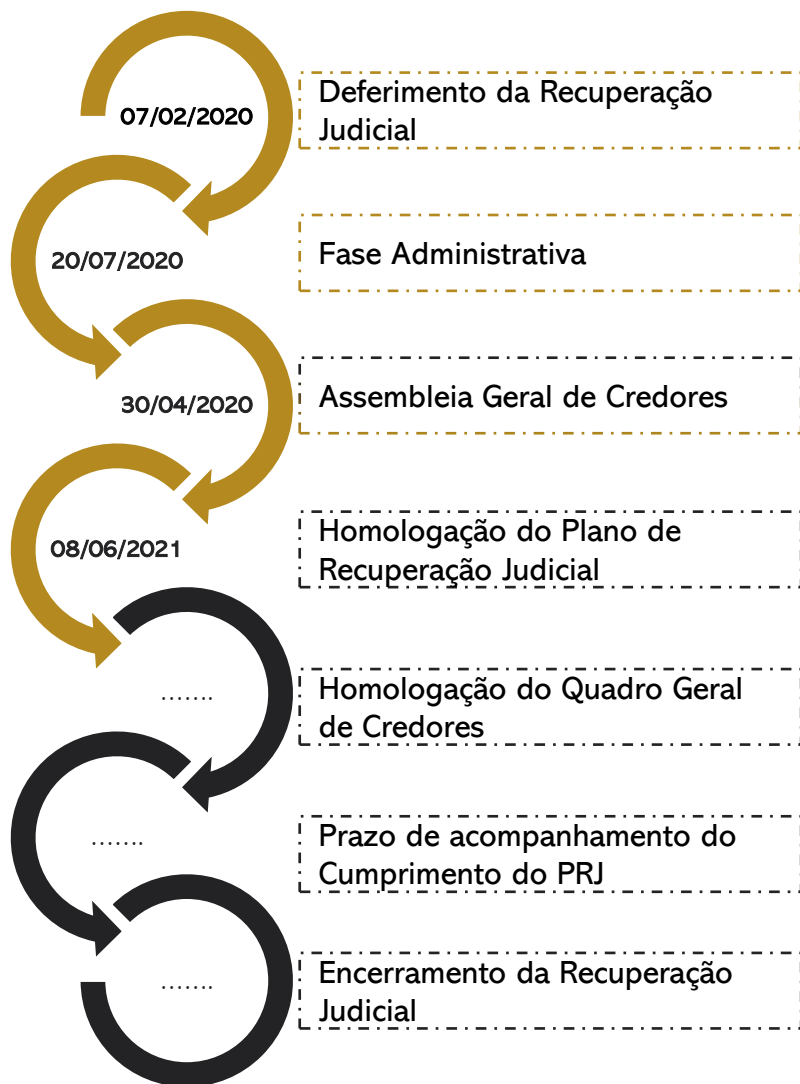 07/02/2020
Deferimento da Recuperação
Judicial
20/07/2020
Fase Administrativa
30/04/2020
Assembleia Geral de Credores
08/06/2021
Homologação do Plano de
Recuperação Judicial
.......
Homologação do Quadro Geral
de Credores
.......
Prazo de acompanhamento do
Cumprimento do PRJ
.......
Encerramento da Recuperação
Judicial